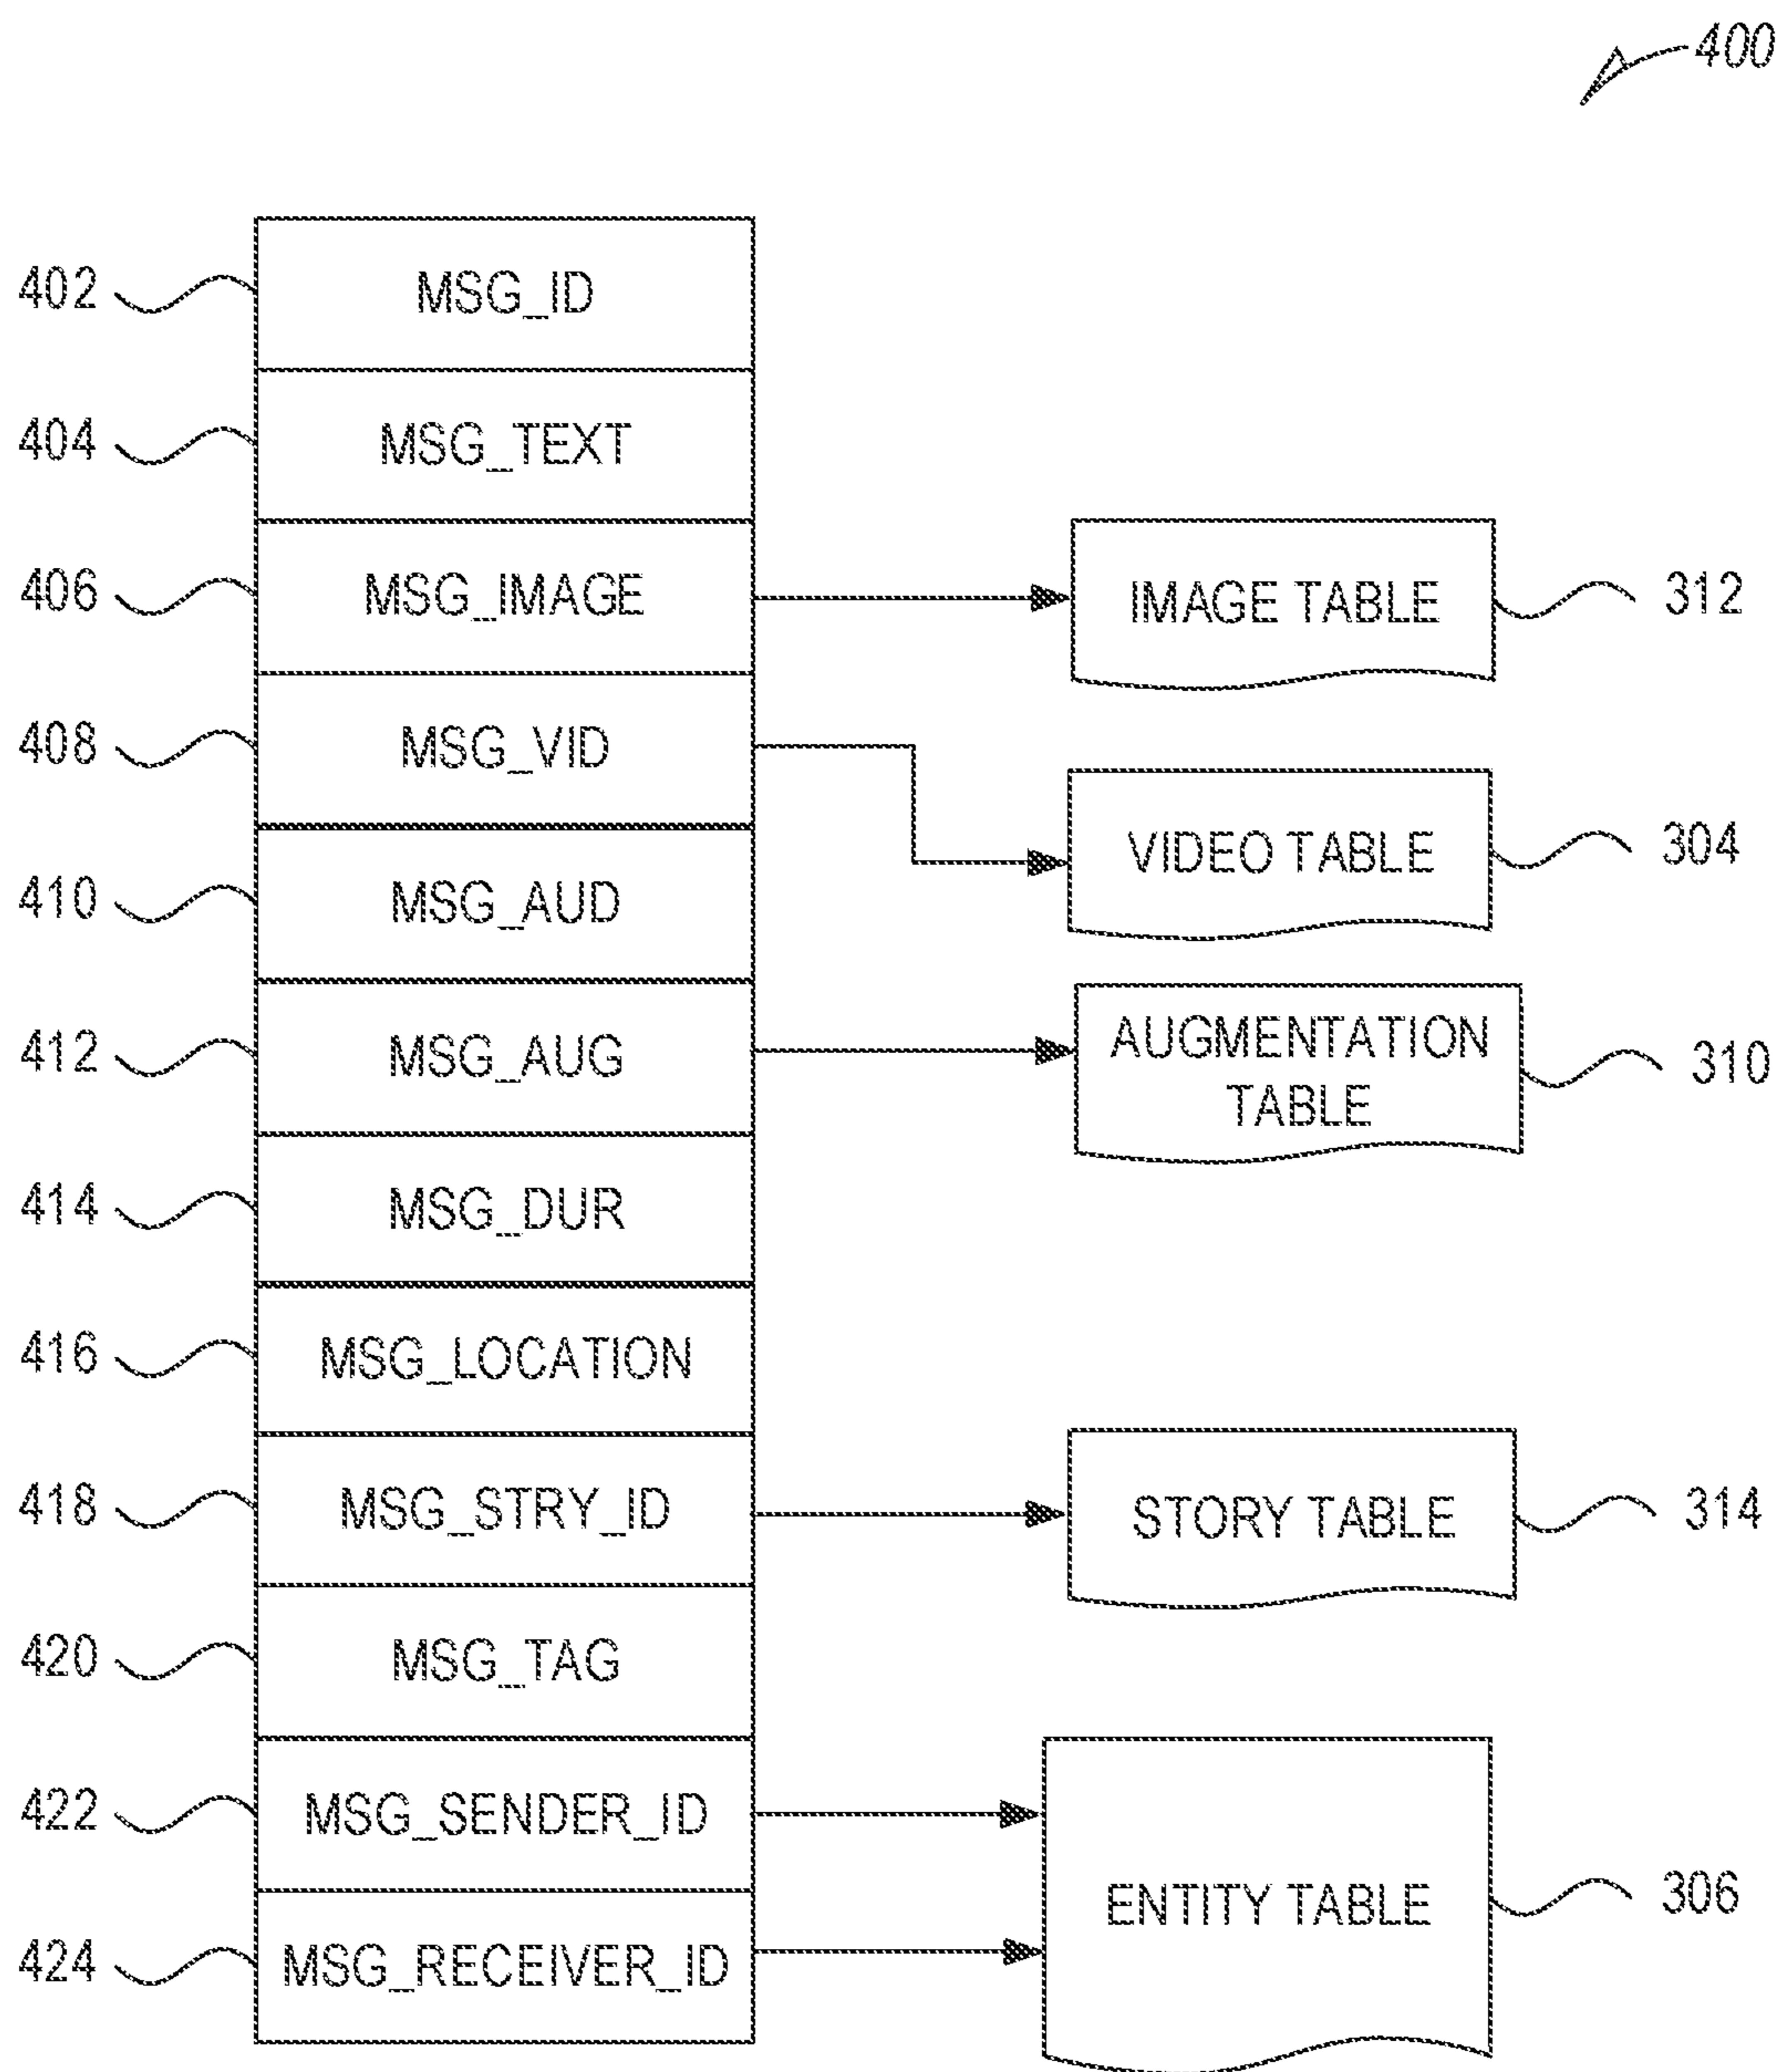 400
402 MSG_ID
404 MSG_TEXT
406 MSG_IMAGE IMAGE TABLE 312
408 MSG_VID
VIDEO TABLE 304
410 MSG_AUD
412 MSG_AUG AUGMENTATION TABLE 310
414 MSG_DUR
416 MSG_LOCATION
418 MSG_STRY_ID STORY TABLE 314
420 MSG_TAG
422 MSG_SENDER_ID
ENTITY TABLE 306
424 MSG_RECEIVER_ID